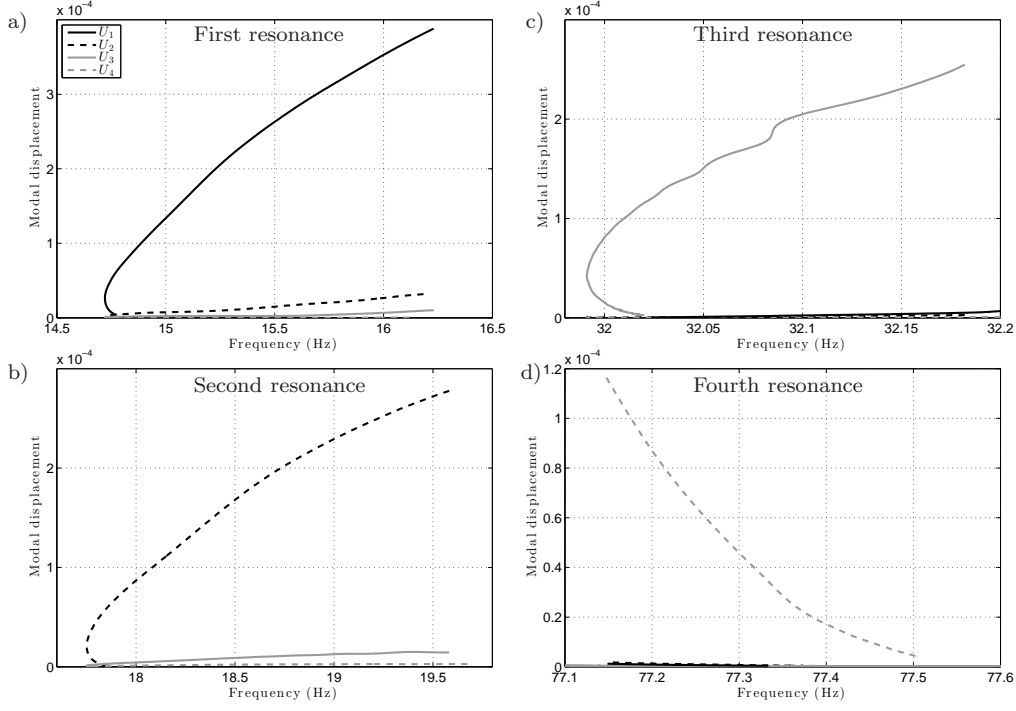 a)
x 10⁻⁴
First resonance
U₁
U₂
U₃
U₄
Modal displacement
3
2
1
0
14.5 15 15.5 16 16.5
Frequency (Hz)
c)
x 10⁻⁴
Third resonance
Modal displacement
2
1
0
32 32.05 32.1 32.15 32.2
Frequency (Hz)
b)
x 10⁻⁴
Second resonance
Modal displacement
2
0
18 18.5 19 19.5
Frequency (Hz)
d)
x 10⁻⁴
Fourth resonance
Modal displacement
1.2
1
0.8
0.6
0.4
0.2
0
77.1 77.2 77.3 77.4 77.5 77.6
Frequency (Hz)